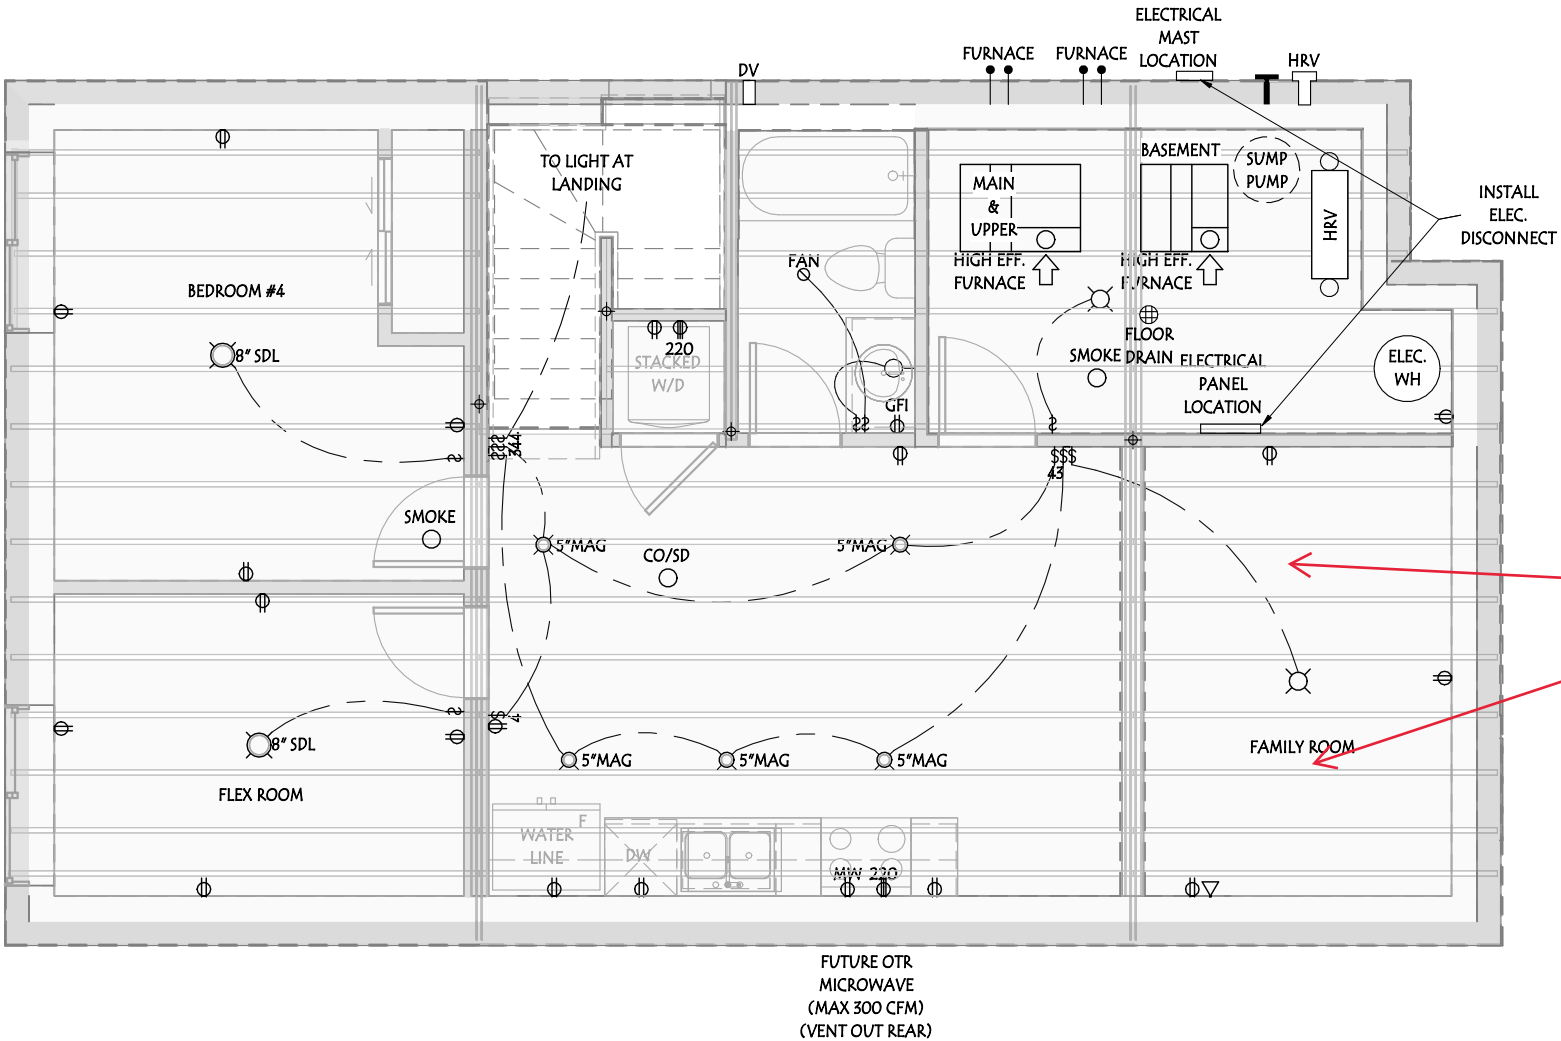 ELECTRICAL
MAST
LOCATION
FURNACE
FURNACE
HRV
DV
TO LIGHT AT
LANDING
BASEMENT
SUMP
PUMP
MAIN
&
UPPER
HRV
INSTALL
ELEC.
DISCONNECT
FAN
HIGH EFF.
FURNACE
HIGH EFF.
FURNACE
BEDROOM #4
FLOOR
DRAIN
SMOKE
8" SDL
220
STACKED
W/D
ELECTRICAL
PANEL
LOCATION
ELEC.
WH
GFI
$$
$
$
$$$
344
$$$
43
SMOKE
5"MAG
CO/SD
5"MAG
$
$
4
8" SDL
5"MAG
5"MAG
5"MAG
FAMILY ROOM
FLEX ROOM
F
WATER
LINE
DW
MW 220
FUTURE OTR
MICROWAVE
(MAX 300 CFM)
(VENT OUT REAR)